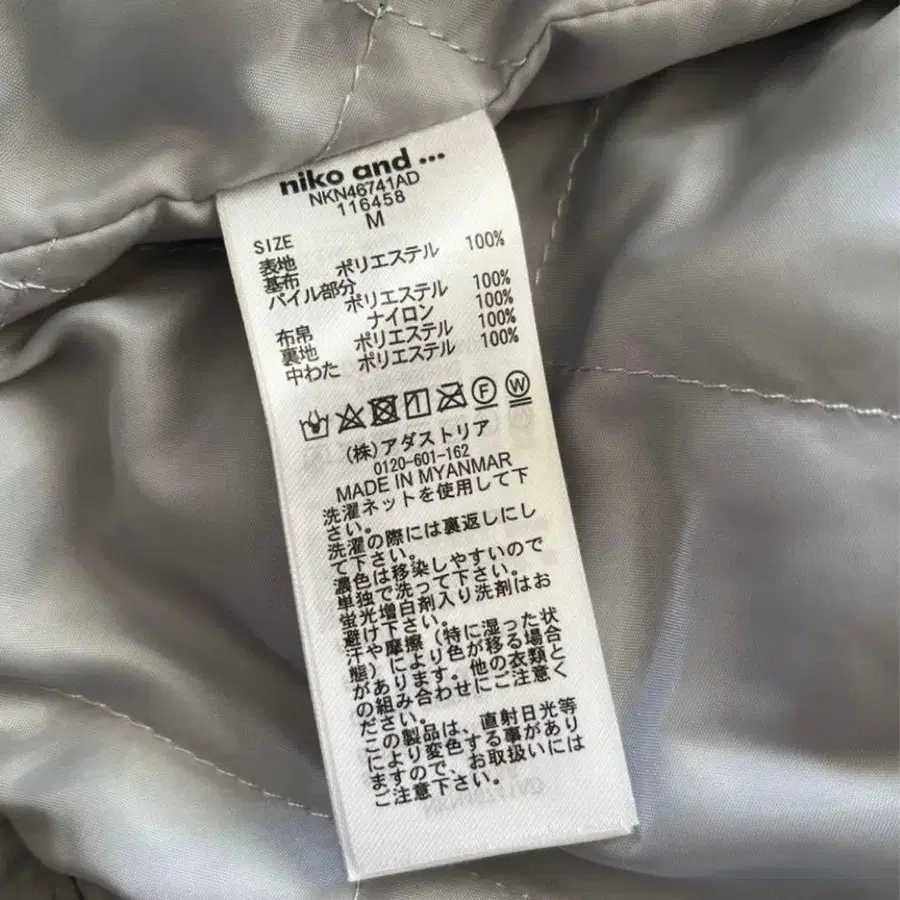 niko and ...
NKN46741AD
116458
M
SIZE
表地 ポリエステル 100%
基布
パイル部分
ポリエステル 100%
ナイロン 100%
布帛 ポリエステル 100%
裏地 ポリエステル 100%
中わた
F W
(株)アダストリア
0120-601-162
MADE IN MYANMAR
洗濯ネットを使用して下
さい。
洗濯の際には裏返しにし
て下さい。
濃色は移染しやすいので
単独で洗って下さい。
蛍光増白剤入り洗剤はお
避け下さい。
汗や摩擦(特に湿った状
態)により色が移る場合
があります。他の衣類と
の組み合わせにご注意く
ださい。
この製品は、直射日光等
により変色する事があり
ますので、お取扱いには
ご注意下さい。